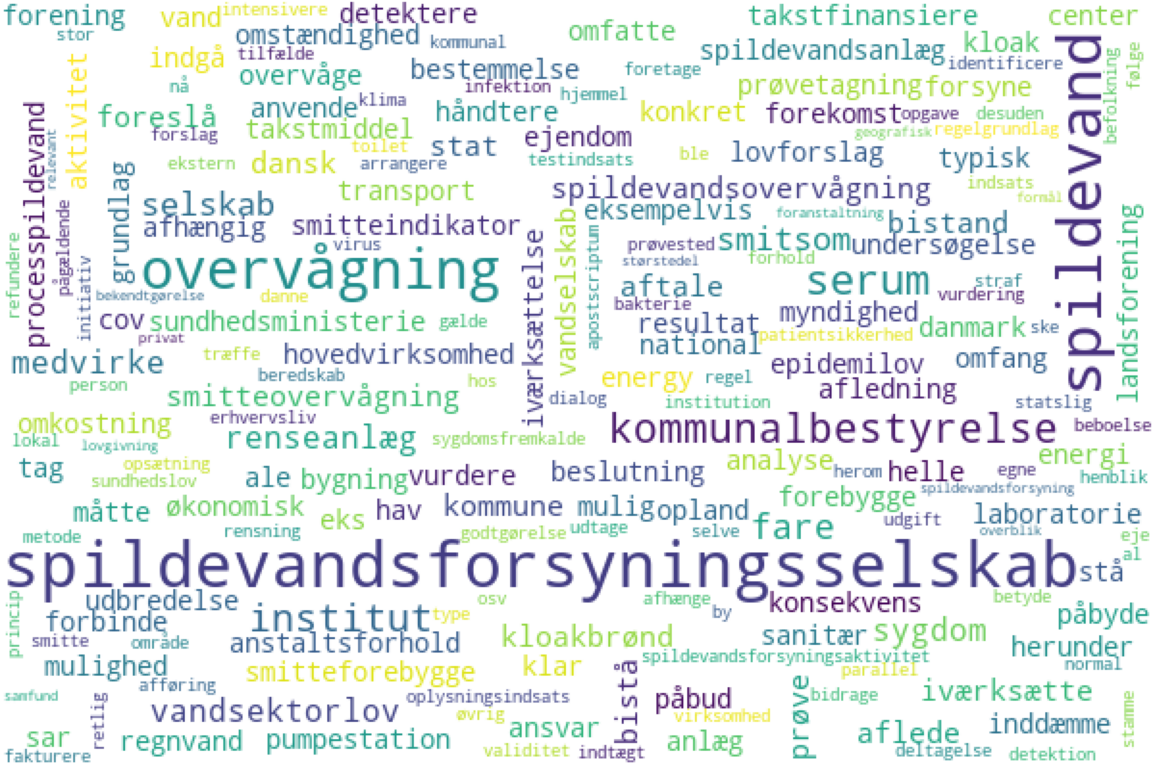 forening
vand
intensivere
detektere
takstfinansiere
center
stor
omstændighed
kommunal
omfatte
spildevandsanlæg
kloak
spildevand
følge
indgå
tilfælde
overvåge
bestemmelse
foretage
identificere
befolkning
aktivitet
nå
infektion
hjemmel
prøvetagning
forsyne
processpildevand
relevant
foreslå
anvende
klima
håndtere
konkret
forekomst
opgave
desuden
forslag
takstmiddel
toilet
stat
ejendom
geografisk
regelgrundlag
ekstern
dansk
arrangere
testindsats
ble
lovforslag
typisk
grundlag
transport
spildevandsovervågning
indsats
formål
pågældende
selskab
afhængig
smitteindikator
vandselskab
eksempelvis
foranstaltning
bistand
landsforening
refundere
initiativ
virus
iværksættelse
apostscriptum
prøvested
smitsom
undersøgelse
overvågning
størstedel
forhold
serum
straf
bekendtgørelse
danne
aftale
bakterie
vurdering
cov
sundhedsministerie
gælde
resultat
myndighed
danmark
ske
privat
national
patientsikkerhed
medvirke
træffe
hovedvirksomhed
epidemilov
omfang
person
beredskab
hos
energy
regel
afledning
smitteovervågning
dialog
institution
statslig
omkostning
erhvervsliv
kommunalbestyrelse
beboelse
lokal
lovgivning
renseanlæg
sygdomsfremkalde
tag
opsætning
sundhedslov
ale
bygning
vurdere
beslutning
analyse
herom
helle
egne
energi
henblik
spildevandsforsyning
måtte
økonomisk
eks
hav
kommune
mulig
opland
forebygge
laboratorie
metode
rensning
godtgørelse
udtage
selve
fare
udgift
overblik
eje
al
spildevandsforsyningsselskab
stå
princip
udbredelse
forbinde
institut
type
osv
afhænge
by
konsekvens
betyde
påbyde
smitte
område
anstaltsforhold
kloakbrønd
sanitær
sygdom
herunder
mulighed
smitteforebygge
klar
bistå
spildevandsforsyningsaktivitet
parallel
normal
samfund
afføring
oplysningsindsats
påbud
prøve
bidrage
iværksætte
retlig
vandsektorlov
øvrig
ansvar
virksomhed
inddæmme
stamme
sar
regnvand
pumpestation
validitet
indtægt
anlæg
aflede
fakturere
deltagelse
detektion